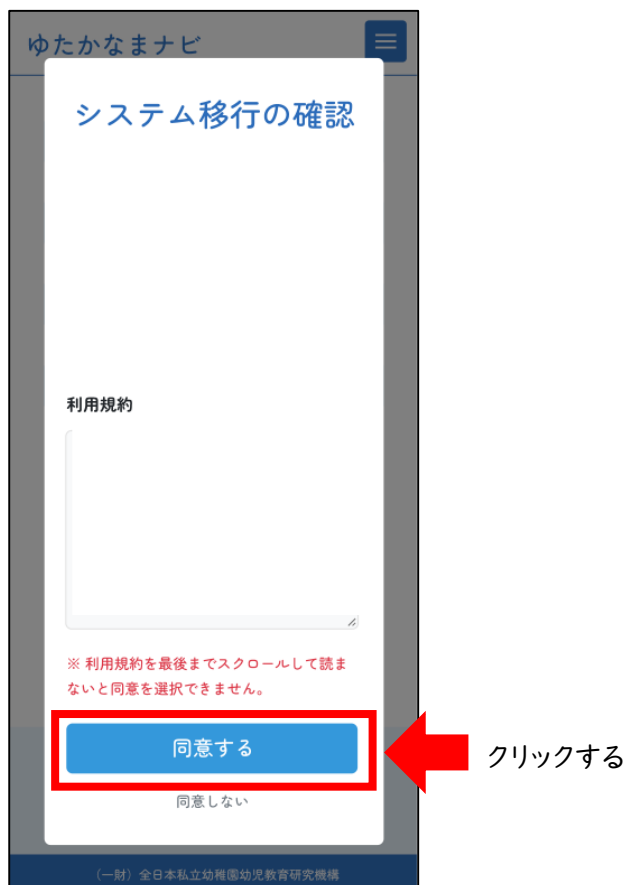 ゆたかなまナビ
システム移行の確認
利用規約
※ 利用規約を最後までスクロールして読ま
ないと同意を選択できません。
同意する
クリックする
同意しない
（一財）全日本私立幼稚園幼児教育研究機構